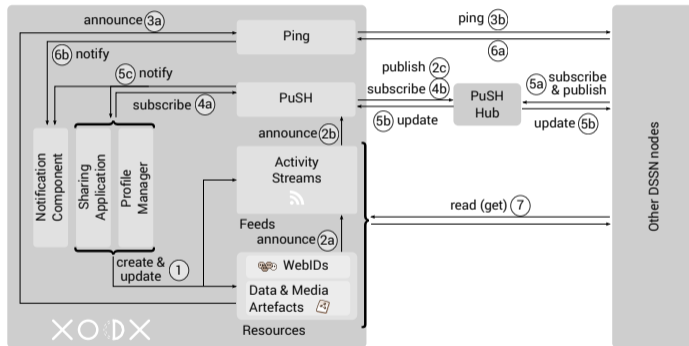 announce 3a
6b notify
5c notify
subscribe 4a
Ping
ping 3b
6a
publish 2c
subscribe 4b
5b update
PuSH
PuSH
Hub
5a subscribe
& publish
update 5b
announce 2b
Notification
Component
Sharing
Application
Profile
Manager
Activity
Streams
Feeds
announce 2a
read (get) 7
create &
update 1
WebIDs
Data & Media
Artefacts
Resources
XODX
Other DSSN nodes